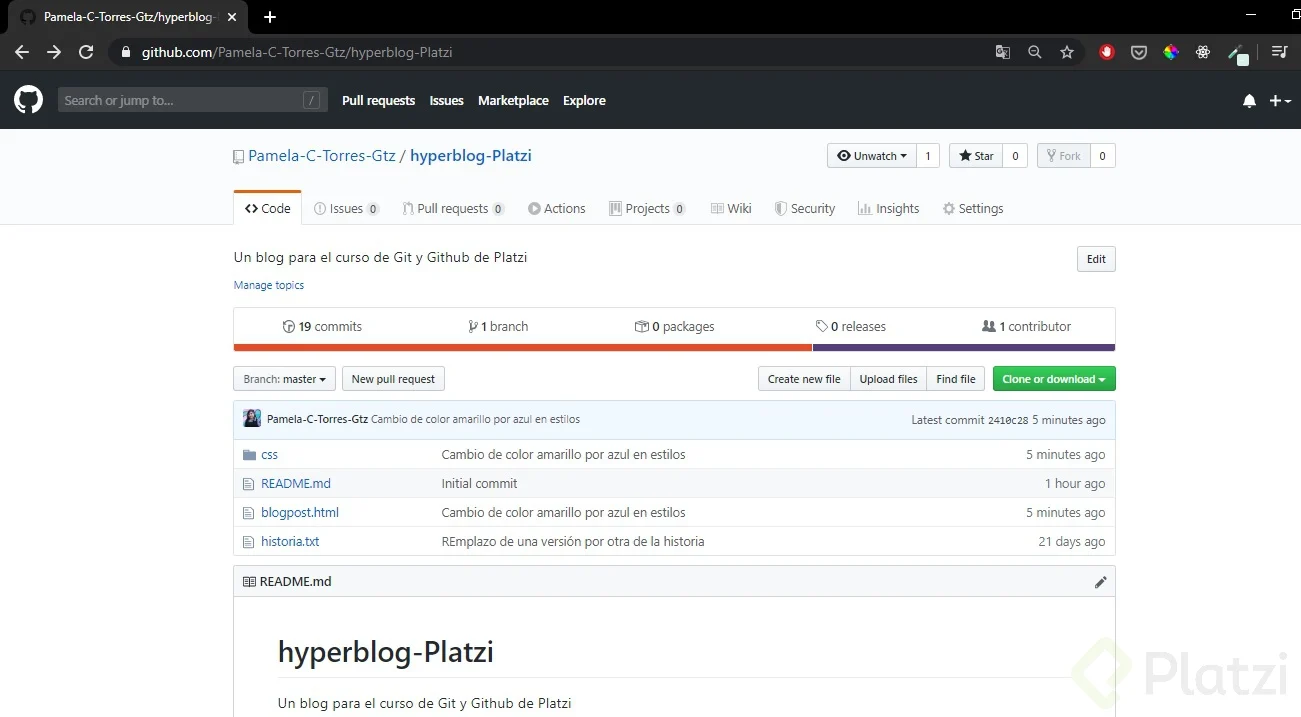 Pamela-C-Torres-Gtz/hyperblog-
github.com/Pamela-C-Torres-Gtz/hyperblog-Platzi
Search or jump to... / Pull requests Issues Marketplace Explore
Pamela-C-Torres-Gtz / hyperblog-Platzi Unwatch 1 Star 0 Fork 0
Code Issues 0 Pull requests 0 Actions Projects 0 Wiki Security Insights Settings
Un blog para el curso de Git y Github de Platzi Edit
Manage topics
19 commits 1 branch 0 packages 0 releases 1 contributor
Branch: master New pull request Create new file Upload files Find file Clone or download
Pamela-C-Torres-Gtz Cambio de color amarillo por azul en estilos Latest commit 2410c28 5 minutes ago
css Cambio de color amarillo por azul en estilos 5 minutes ago
README.md Initial commit 1 hour ago
blogpost.html Cambio de color amarillo por azul en estilos 5 minutes ago
historia.txt REmplazo de una versión por otra de la historia 21 days ago
README.md
hyperblog-Platzi
Un blog para el curso de Git y Github de Platzi
Platzi